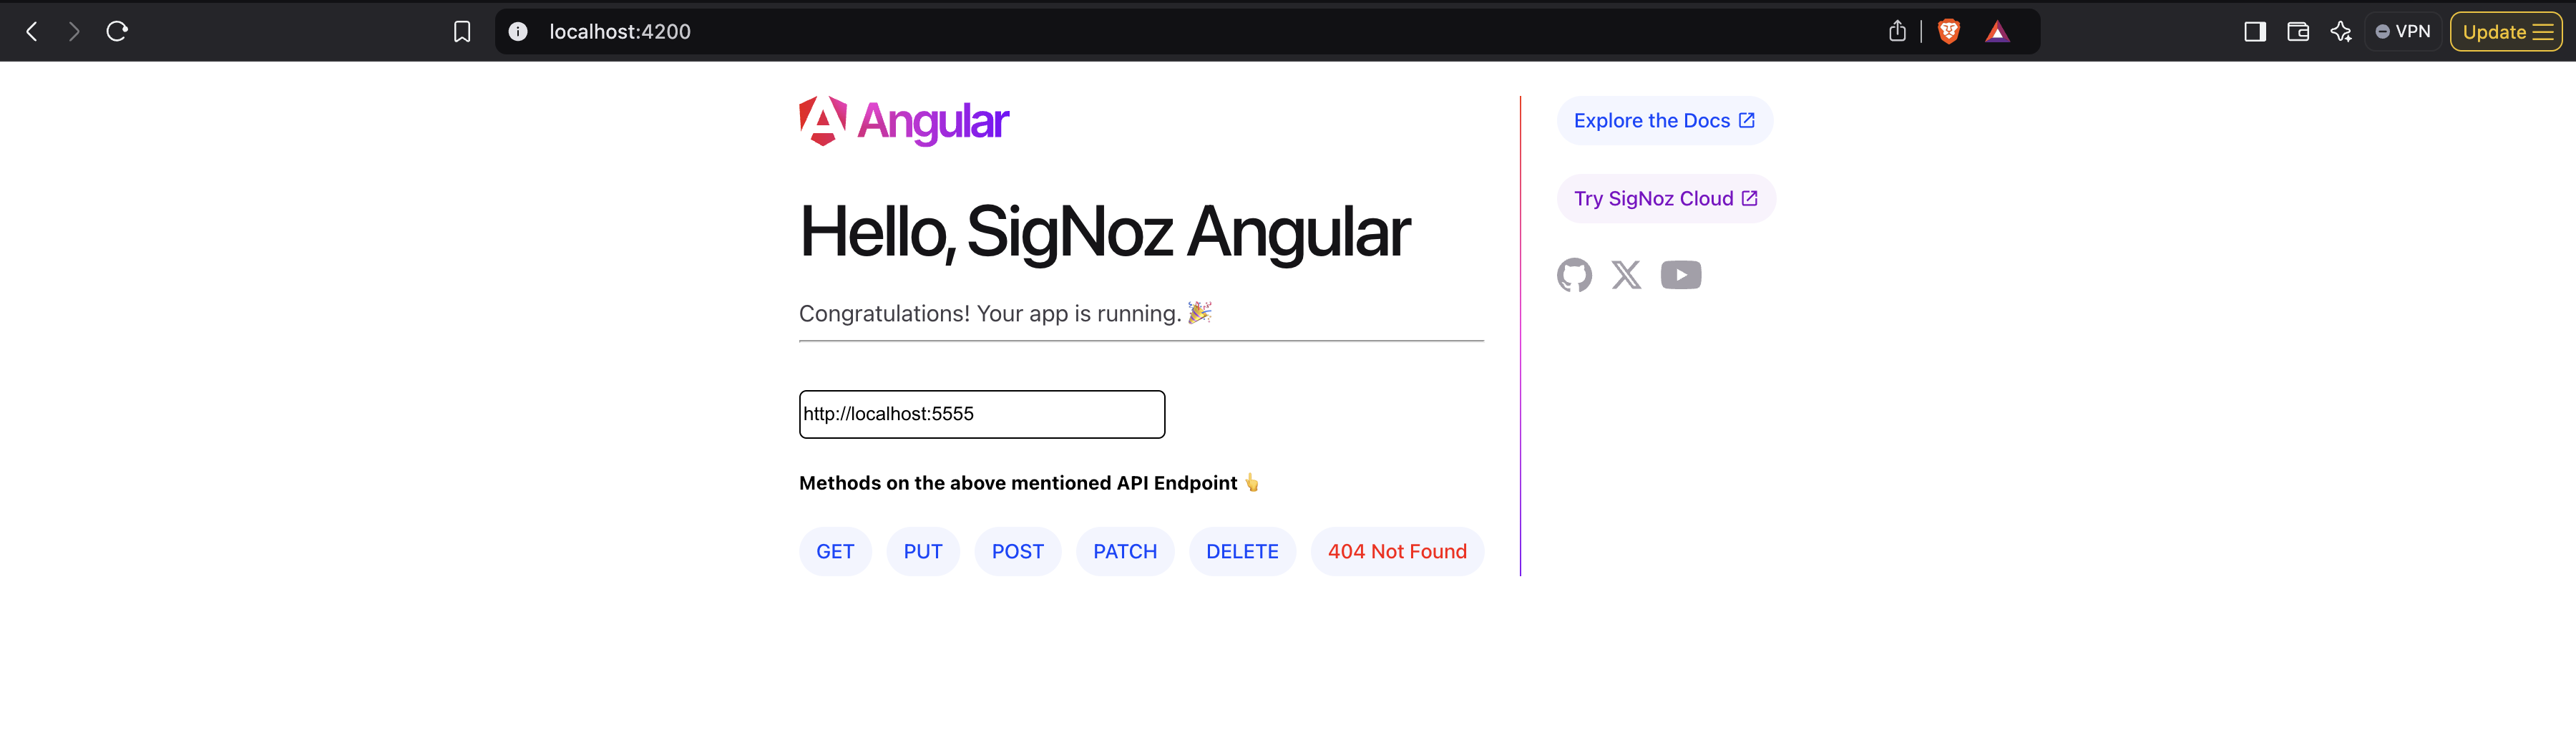 localhost:4200
VPN
Update
Angular
Hello, SigNoz Angular
Congratulations! Your app is running. 🎉
http://localhost:5555
Methods on the above mentioned API Endpoint 👆
GET PUT POST PATCH DELETE 404 Not Found
Explore the Docs
Try SigNoz Cloud